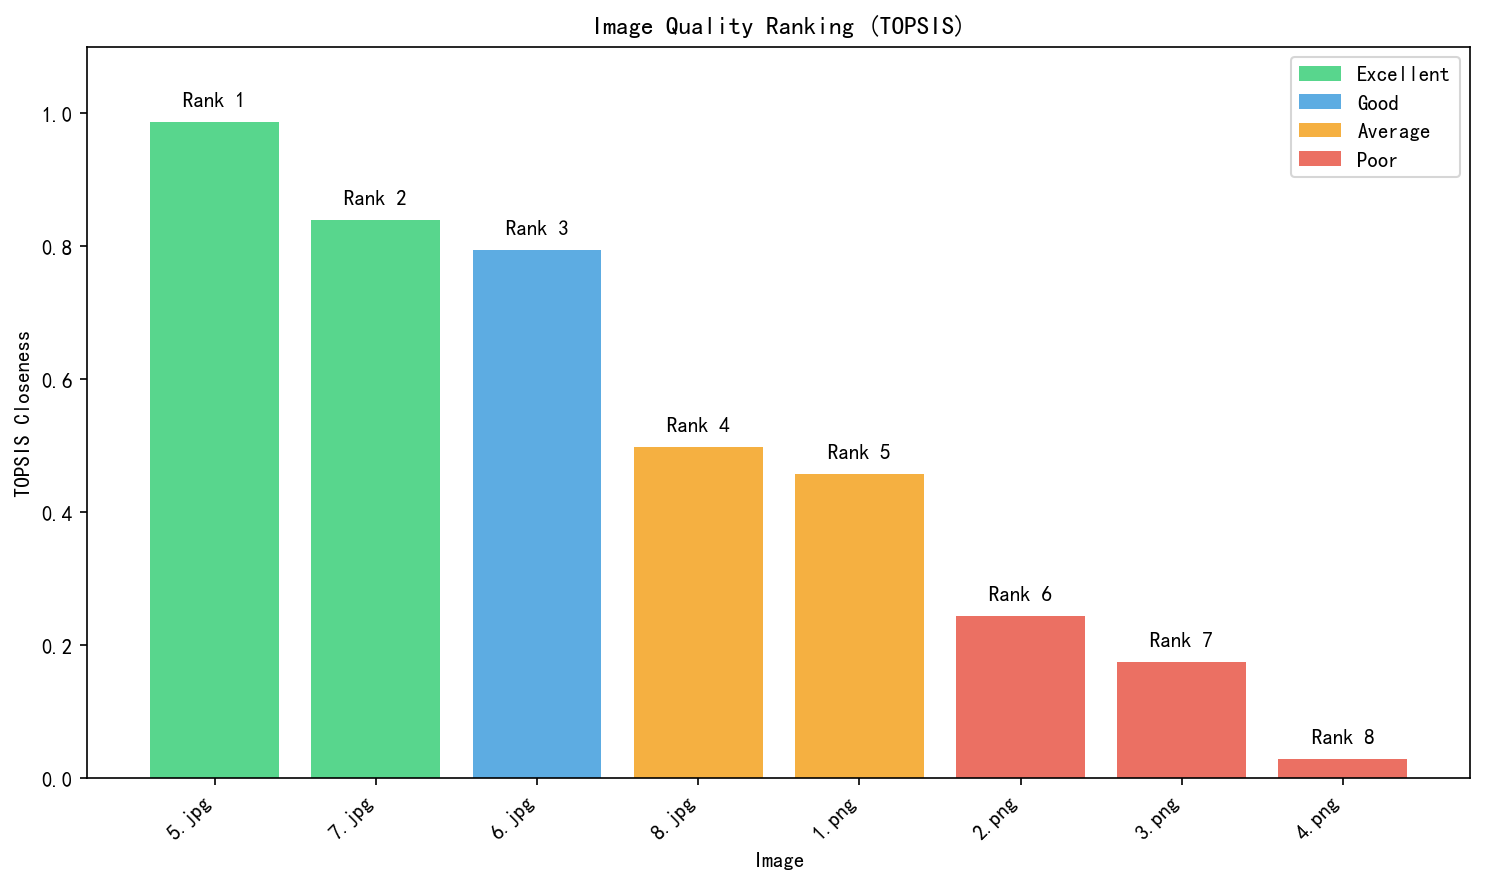 Image Quality Ranking (TOPSIS)
Excellent
Good
Average
Poor
Rank 1
Rank 2
Rank 3
Rank 4
Rank 5
Rank 6
Rank 7
Rank 8
TOPSIS Closeness
1.0
0.8
0.6
0.4
0.2
0.0
5.jpg
7.jpg
6.jpg
8.jpg
1.png
2.png
3.png
4.png
Image